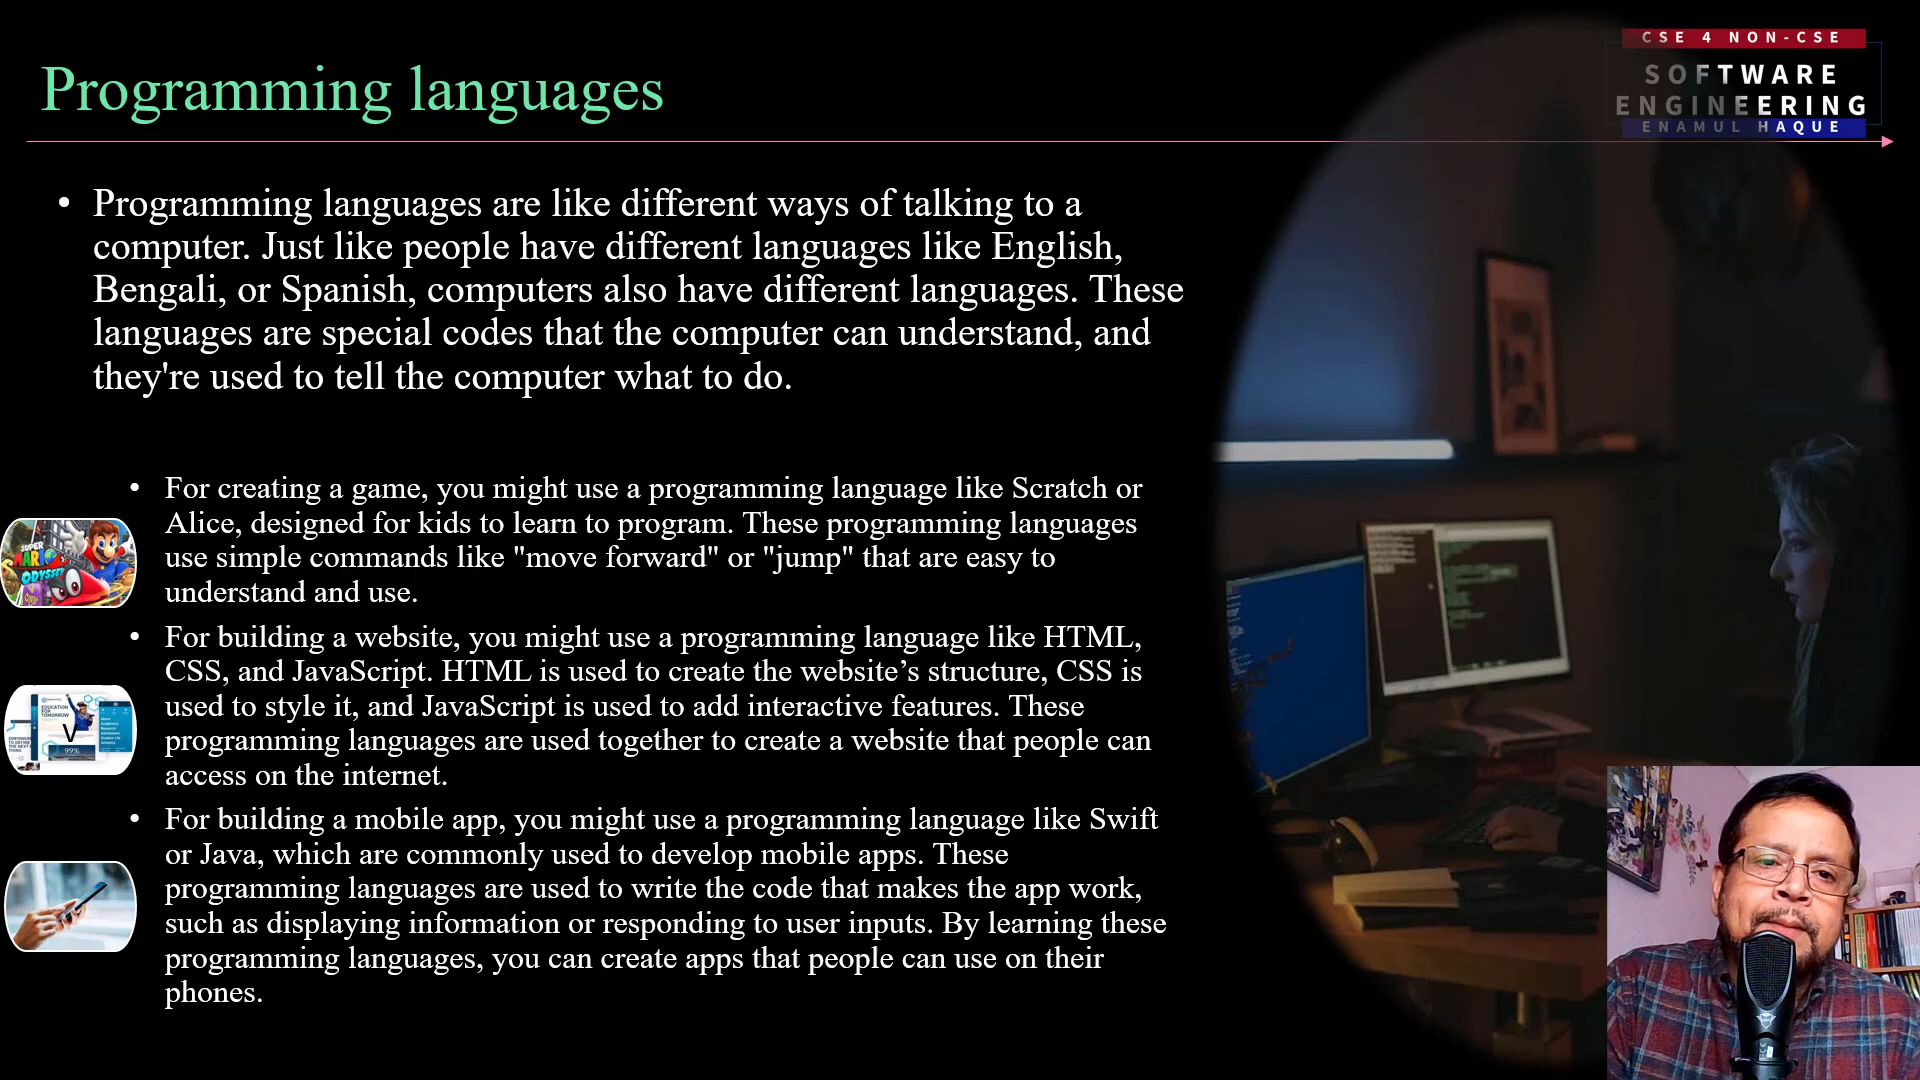 CSE 4 NON-CSE
SOFTWARE
ENGINEERING
ENAMUL HAQUE
Programming languages
• Programming languages are like different ways of talking to a
computer. Just like people have different languages like English,
Bengali, or Spanish, computers also have different languages. These
languages are special codes that the computer can understand, and
they're used to tell the computer what to do.
• For creating a game, you might use a programming language like Scratch or
Alice, designed for kids to learn to program. These programming languages
use simple commands like "move forward" or "jump" that are easy to
understand and use.
SUPER
MARIO
ODYSSEY
• For building a website, you might use a programming language like HTML,
CSS, and JavaScript. HTML is used to create the website’s structure, CSS is
used to style it, and JavaScript is used to add interactive features. These
programming languages are used together to create a website that people can
access on the internet.
EDUCATION
FOR
TOMORROW
V
99%
• For building a mobile app, you might use a programming language like Swift
or Java, which are commonly used to develop mobile apps. These
programming languages are used to write the code that makes the app work,
such as displaying information or responding to user inputs. By learning these
programming languages, you can create apps that people can use on their
phones.